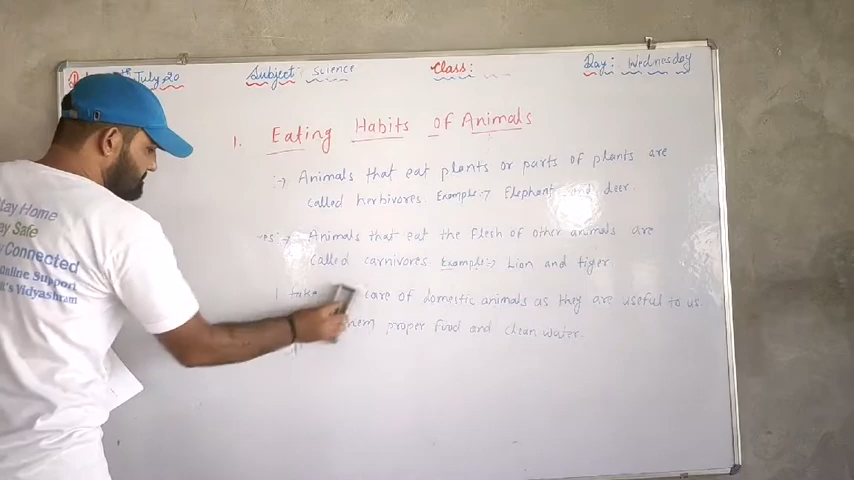 July 20 Subject: science Class: Day: Wednesday
1. Eating Habits of Animals
:→ Animals that eat plants or parts of plants are
called herbivores Example:→ Elephant and deer.
:→ Animals that eat the flesh of other animals are
called carnivores Example:→ Lion and tiger
care of domestic animals as they are useful to us.
proper food and clean water.
Stay Home
Stay Safe
Connected
Online Support
Vidyashram